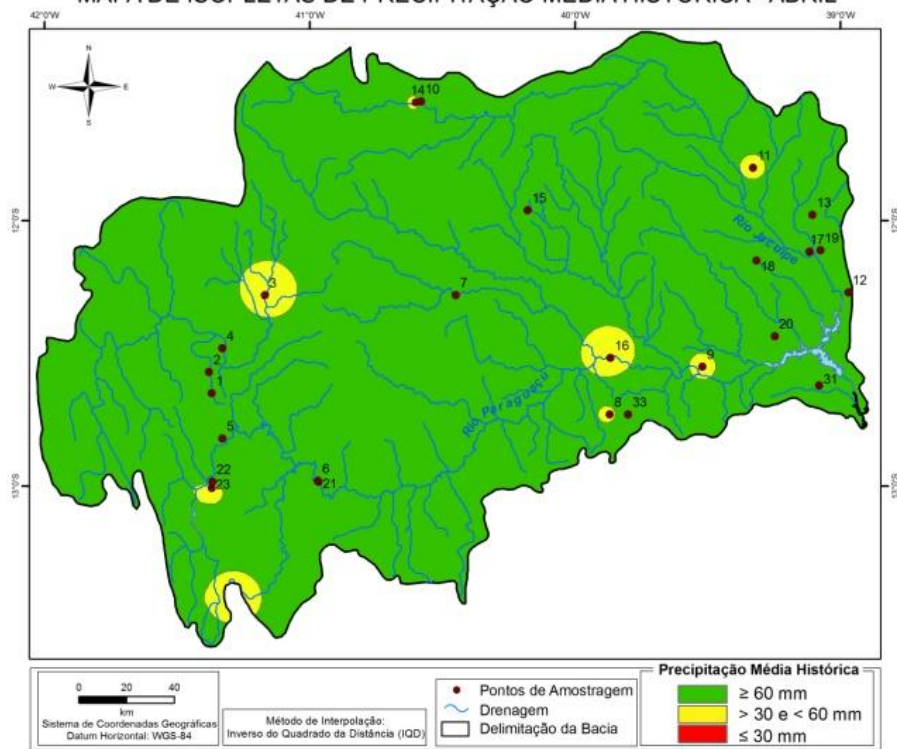 MAPA DE ISOPLETAS DE PRECIPITAÇÃO MÉDIA HISTÓRICA - ABRIL
42°0'W 41°0'W 40°0'W 39°0'W
N
W E
S
14 10
11
15
13
12°0'S 12°0'S
Rio Jacuípe
17 19
18
3 7 12
4 16 20
2 9
1 31
Rio Paraguaçu
8 33
5
22 6
23 21
13°0'S 13°0'S
0 20 40
km
Sistema de Coordenadas Geográficas
Datum Horizontal: WGS-84
Método de Interpolação:
Inverso do Quadrado da Distância (IQD)
Pontos de Amostragem
Drenagem
Delimitação da Bacia
Precipitação Média Histórica
≥ 60 mm
> 30 e < 60 mm
≤ 30 mm